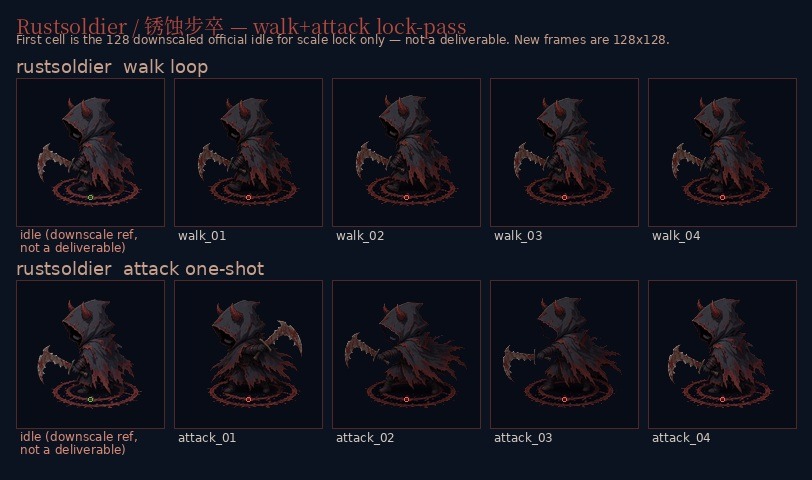 Rustsoldier / 锈蚀步卒 — walk+attack lock-pass
First cell is the 128 downscaled official idle for scale lock only — not a deliverable. New frames are 128x128.
rustsoldier  walk loop
idle (downscale ref,
not a deliverable)
walk_01
walk_02
walk_03
walk_04
rustsoldier  attack one-shot
idle (downscale ref,
not a deliverable)
attack_01
attack_02
attack_03
attack_04